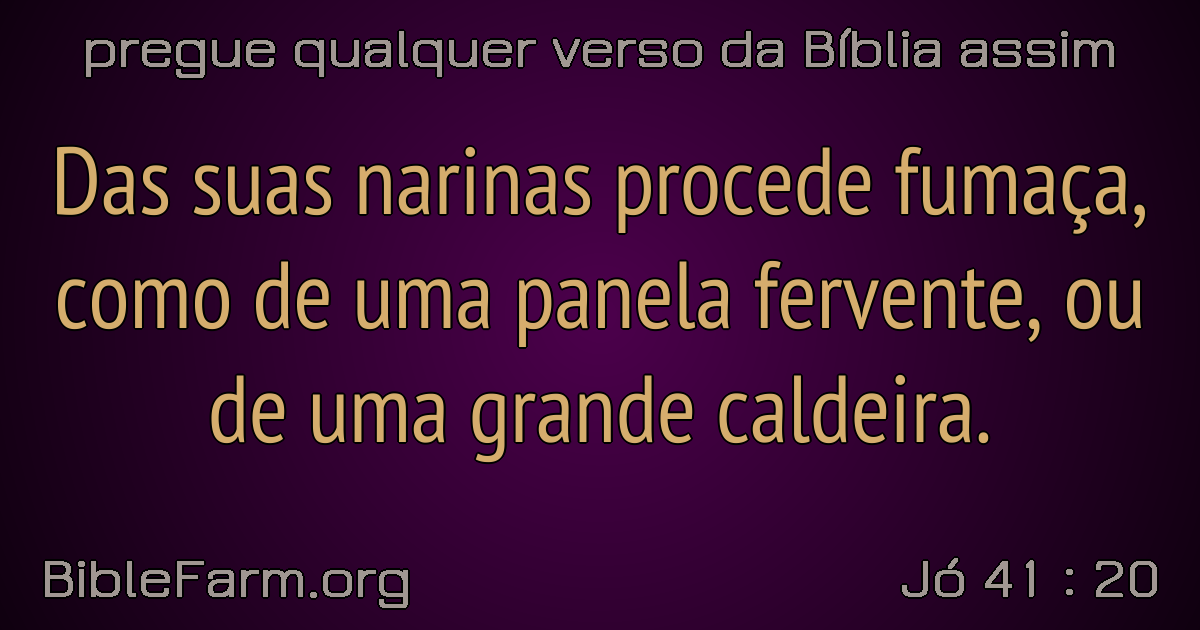 pregue qualquer verso da Bíblia assim
Das suas narinas procede fumaça,
como de uma panela fervente, ou
de uma grande caldeira.
BibleFarm.org
Jó 41 : 20